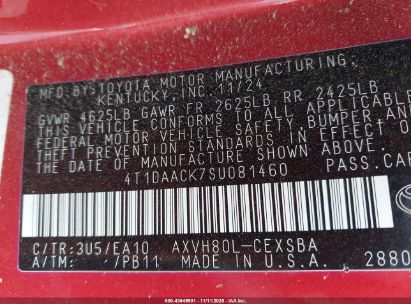 MFD. BY:TOYOTA MOTOR MANUFACTURING,
KENTUCKY, INC. 11/24
GVWR 4625LB GAWR FR 2625LB RR 2425LB
THIS VEHICLE CONFORMS TO ALL APPLICABLE
FEDERAL MOTOR VEHICLE SAFETY, BUMPER, AND
THEFT PREVENTION STANDARDS IN EFFECT ON
THE DATE OF MANUFACTURE SHOWN ABOVE.
4T1DAACK7SU081460 PASS.CAR
C/TR:3U5/EA10 AXVH80L-CEXSBA
A/TM: -/PB11 MADE IN U.S.A. 2880